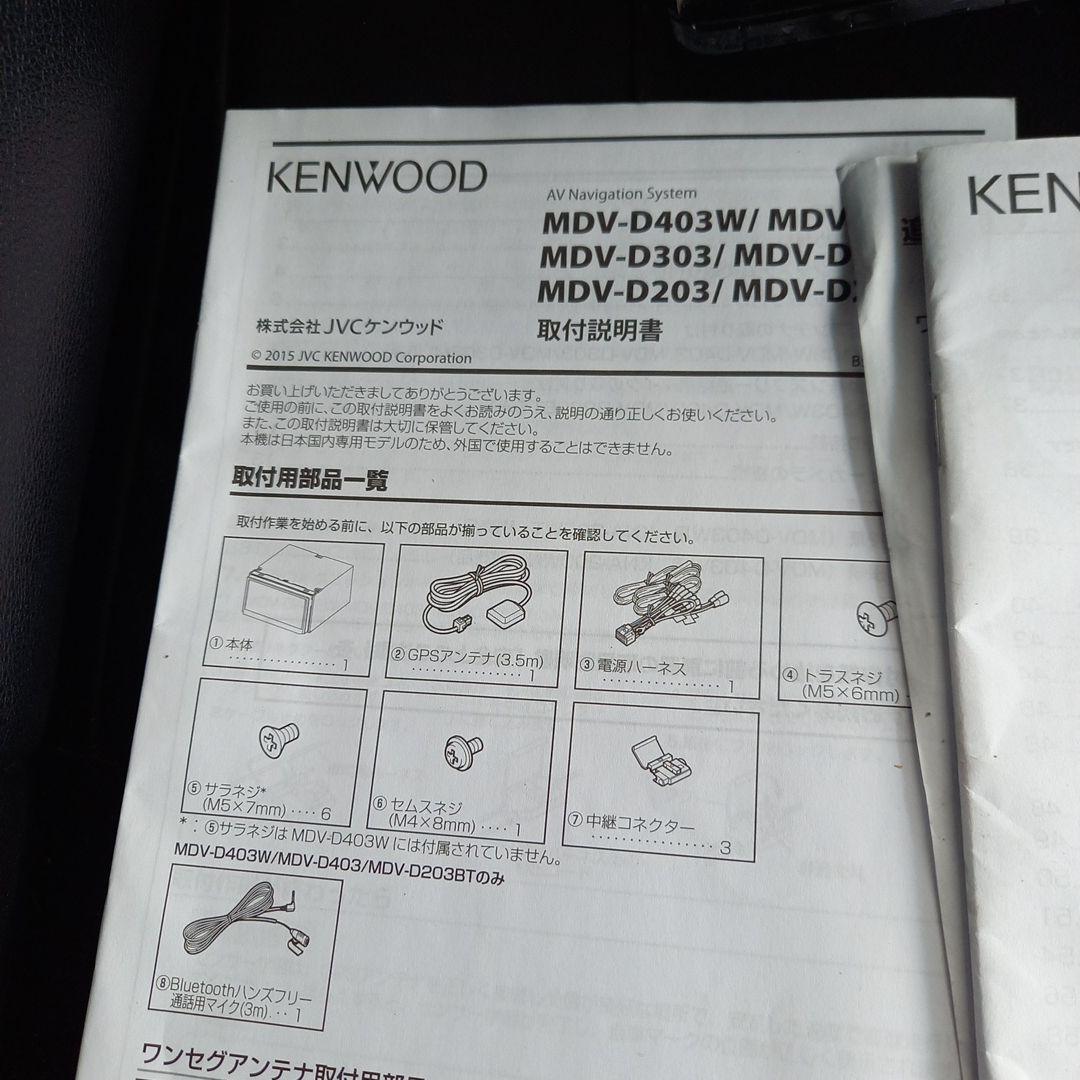 KENWOOD
AV Navigation System
MDV-D403W/ MDV
MDV-D303/ MDV-D
MDV-D203/ MDV-D
株式会社JVCケンウッド
取付説明書
© 2015 JVC KENWOOD Corporation
お買い上げいただきましてありがとうございます。
ご使用の前に、この取付説明書をよくお読みのうえ、説明の通り正しくお使いください。
また、この取付説明書は大切に保管してください。
本機は日本国内専用モデルのため、外国で使用することはできません。
取付用部品一覧
取付作業を始める前に、以下の部品が揃っていることを確認してください。
①本体
............... 1
②GPSアンテナ(3.5m)
............... 1
③電源ハーネス
............... 1
④トラスネジ
(M5×6mm)
⑤サラネジ*
(M5×7mm) .... 6
⑥セムスネジ
(M4×8mm) .... 1
⑦中継コネクター
............... 3
*：⑤サラネジは MDV-D403W には付属されていません。
MDV-D403W/MDV-D403/MDV-D203BTのみ
⑧Bluetoothハンズフリー
通話用マイク(3m) .. 1
ワンセグアンテナ取付用部
KEN